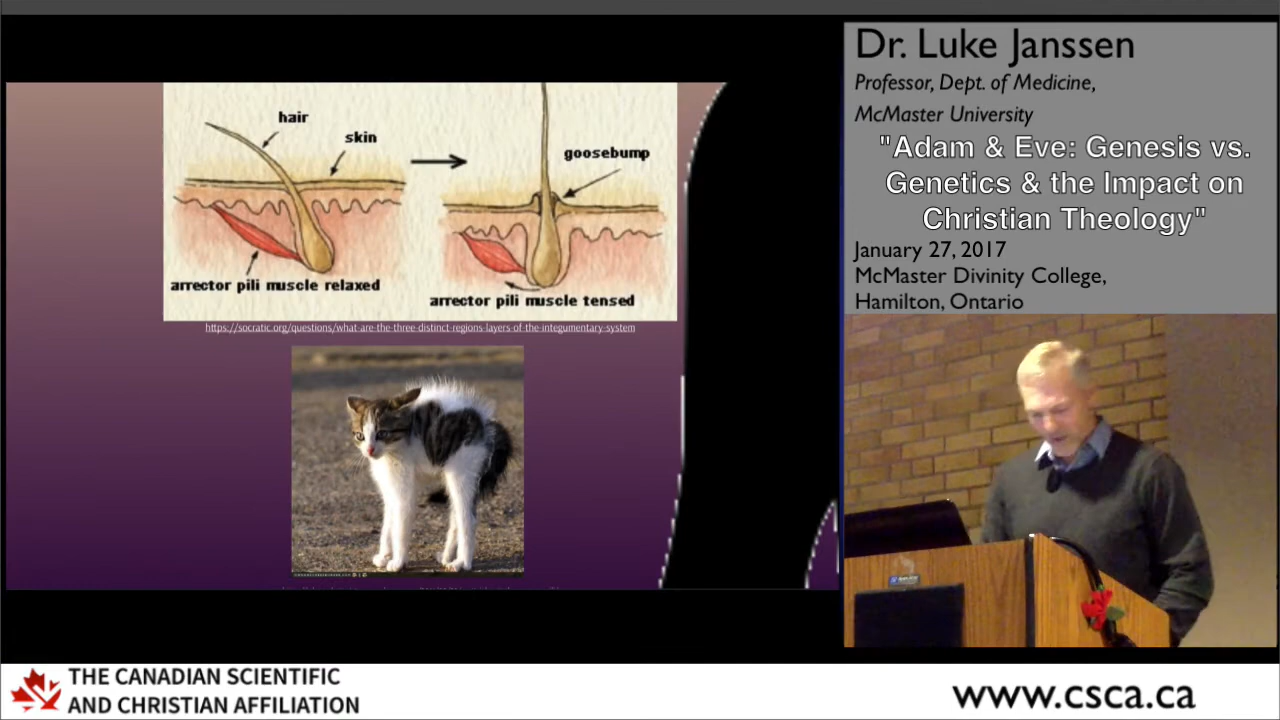 hair
skin
goosebump
arrector pili muscle relaxed
arrector pili muscle tensed
https://socratic.org/questions/what-are-the-three-distinct-regions-layers-of-the-integumentary-system
Dr. Luke Janssen
Professor, Dept. of Medicine,
McMaster University
"Adam & Eve: Genesis vs.
Genetics & the Impact on
Christian Theology"
January 27, 2017
McMaster Divinity College,
Hamilton, Ontario
THE CANADIAN SCIENTIFIC
AND CHRISTIAN AFFILIATION
www.csca.ca